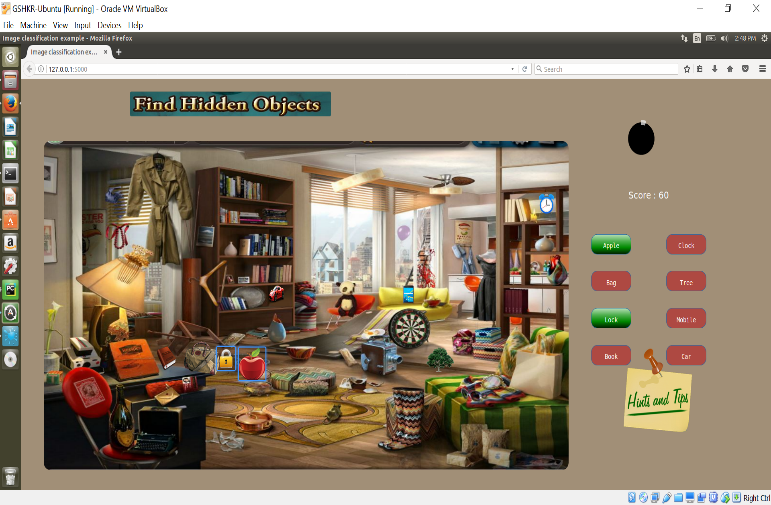 GSHKR-Ubuntu [Running] - Oracle VM VirtualBox
File Machine View Input Devices Help
Image classification example - Mozilla Firefox
En
2:48 PM
Image classification ex...
127.0.0.1:5000
Search
Find Hidden Objects
Score : 60
Apple
Clock
Bag
Tree
Lock
Mobile
Book
Car
Hints and Tips
Right Ctrl